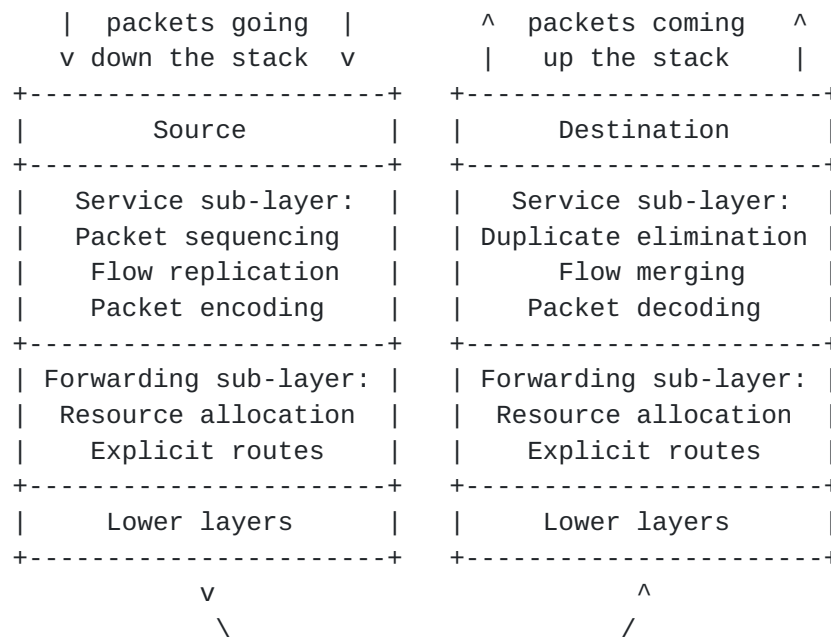 |  packets going  |        ^  packets coming   ^
v down the stack  v        |   up the stack     |
+-----------------------+   +-----------------------+
|        Source         |   |      Destination      |
+-----------------------+   +-----------------------+
|   Service sub-layer:  |   |   Service sub-layer:  |
|   Packet sequencing   |   | Duplicate elimination |
|    Flow replication   |   |      Flow merging     |
|    Packet encoding    |   |    Packet decoding    |
+-----------------------+   +-----------------------+
| Forwarding sub-layer: |   | Forwarding sub-layer: |
|  Resource allocation  |   |  Resource allocation  |
|    Explicit routes    |   |    Explicit routes    |
+-----------------------+   +-----------------------+
|     Lower layers      |   |     Lower layers      |
+-----------------------+   +-----------------------+
            v                           ^
             \                         /